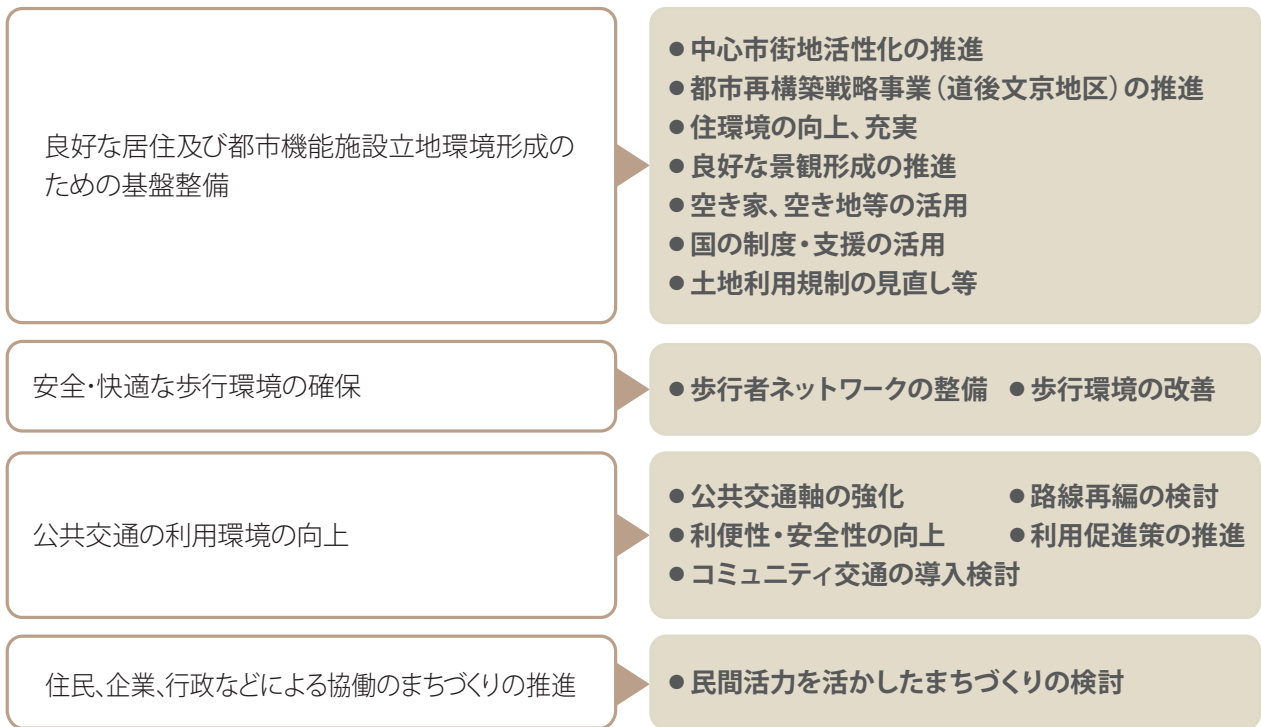 良好な居住及び都市機能施設立地環境形成の
ための基盤整備
●中心市街地活性化の推進
●都市再構築戦略事業(道後文京地区)の推進
●住環境の向上、充実
●良好な景観形成の推進
●空き家、空き地等の活用
●国の制度・支援の活用
●土地利用規制の見直し等
安全・快適な歩行環境の確保
●歩行者ネットワークの整備 ●歩行環境の改善
公共交通の利用環境の向上
●公共交通軸の強化 ●路線再編の検討
●利便性・安全性の向上 ●利用促進策の推進
●コミュニティ交通の導入検討
住民、企業、行政などによる協働のまちづくりの推進
●民間活力を活かしたまちづくりの検討